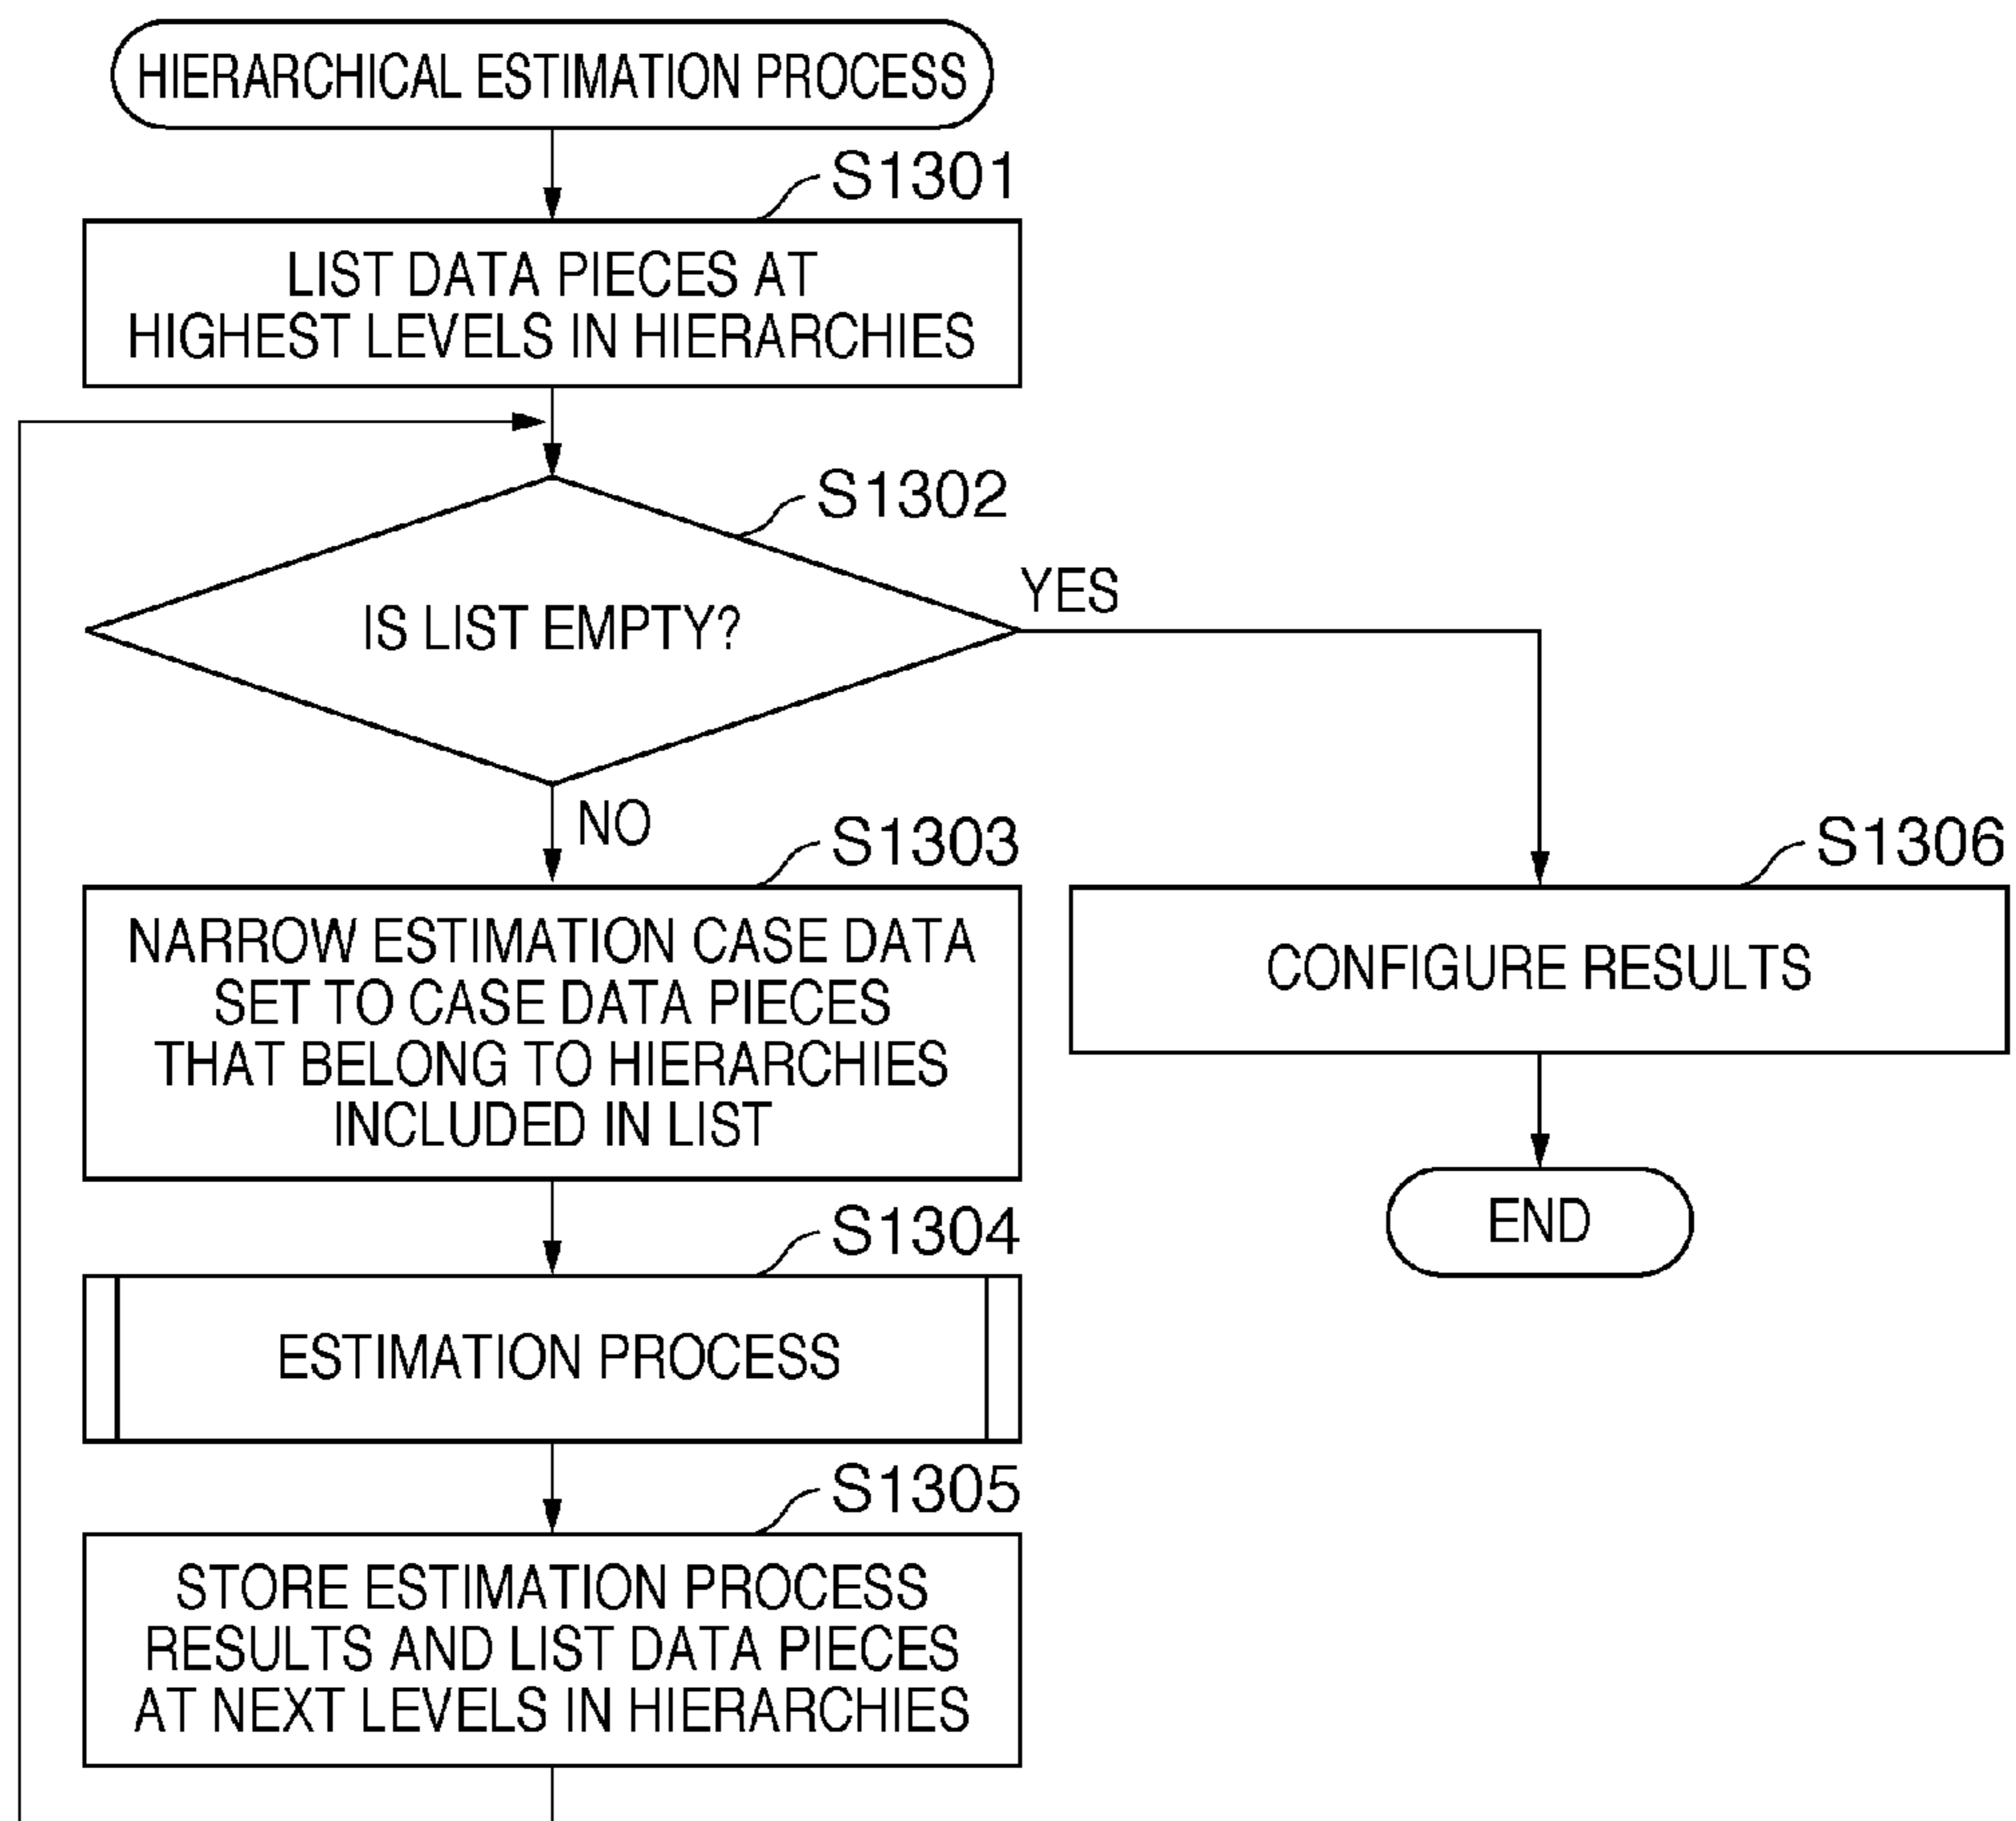 HIERARCHICAL ESTIMATION PROCESS
S1301
LIST DATA PIECES AT
HIGHEST LEVELS IN HIERARCHIES
S1302
IS LIST EMPTY?
YES
NO
S1303
NARROW ESTIMATION CASE DATA
SET TO CASE DATA PIECES
THAT BELONG TO HIERARCHIES
INCLUDED IN LIST
S1304
ESTIMATION PROCESS
S1305
STORE ESTIMATION PROCESS
RESULTS AND LIST DATA PIECES
AT NEXT LEVELS IN HIERARCHIES
S1306
CONFIGURE RESULTS
END